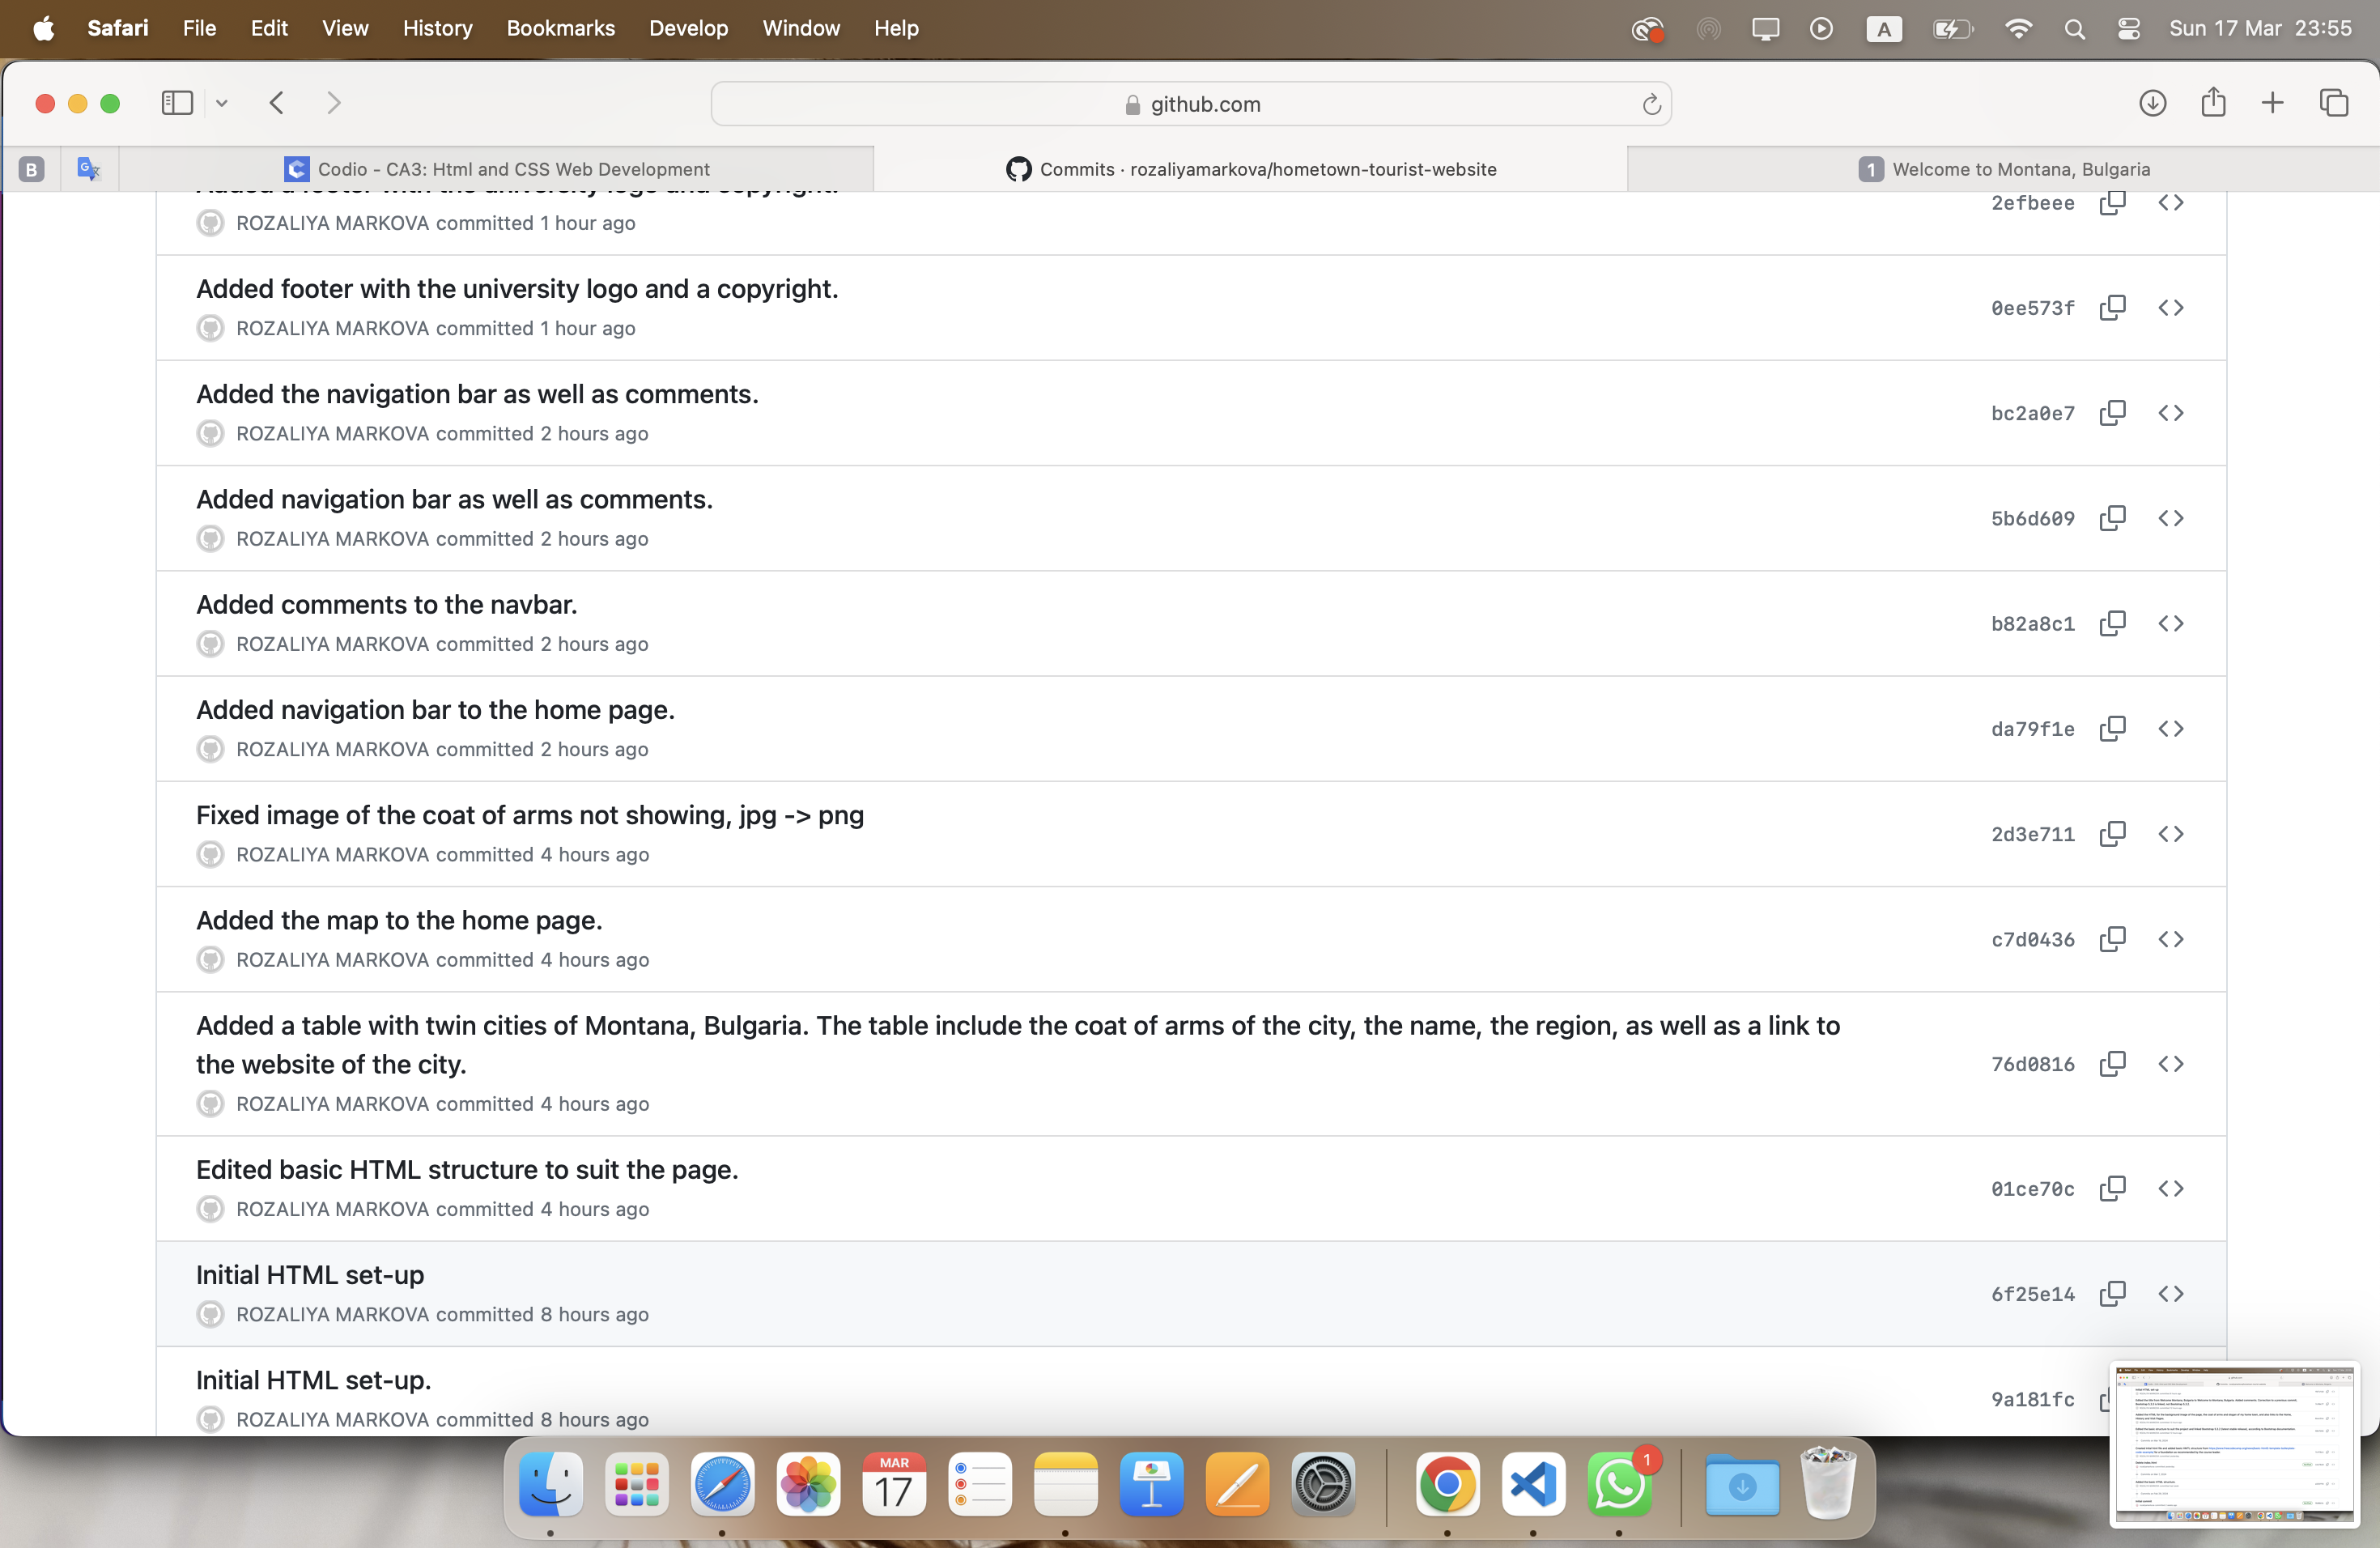 Safari File Edit View History Bookmarks Develop Window Help A Sun 17 Mar 23:55
github.com
B Codio - CA3: Html and CSS Web Development Commits · rozaliyamarkova/hometown-tourist-website 1 Welcome to Montana, Bulgaria
Added a footer with the university logo and copyright.
ROZALIYA MARKOVA committed 1 hour ago
2efbeee
Added footer with the university logo and a copyright.
ROZALIYA MARKOVA committed 1 hour ago
0ee573f
Added the navigation bar as well as comments.
ROZALIYA MARKOVA committed 2 hours ago
bc2a0e7
Added navigation bar as well as comments.
ROZALIYA MARKOVA committed 2 hours ago
5b6d609
Added comments to the navbar.
ROZALIYA MARKOVA committed 2 hours ago
b82a8c1
Added navigation bar to the home page.
ROZALIYA MARKOVA committed 2 hours ago
da79f1e
Fixed image of the coat of arms not showing, jpg -> png
ROZALIYA MARKOVA committed 4 hours ago
2d3e711
Added the map to the home page.
ROZALIYA MARKOVA committed 4 hours ago
c7d0436
Added a table with twin cities of Montana, Bulgaria. The table include the coat of arms of the city, the name, the region, as well as a link to
the website of the city.
ROZALIYA MARKOVA committed 4 hours ago
76d0816
Edited basic HTML structure to suit the page.
ROZALIYA MARKOVA committed 4 hours ago
01ce70c
Initial HTML set-up
ROZALIYA MARKOVA committed 8 hours ago
6f25e14
Initial HTML set-up.
ROZALIYA MARKOVA committed 8 hours ago
9a181fc
MAR
17
1